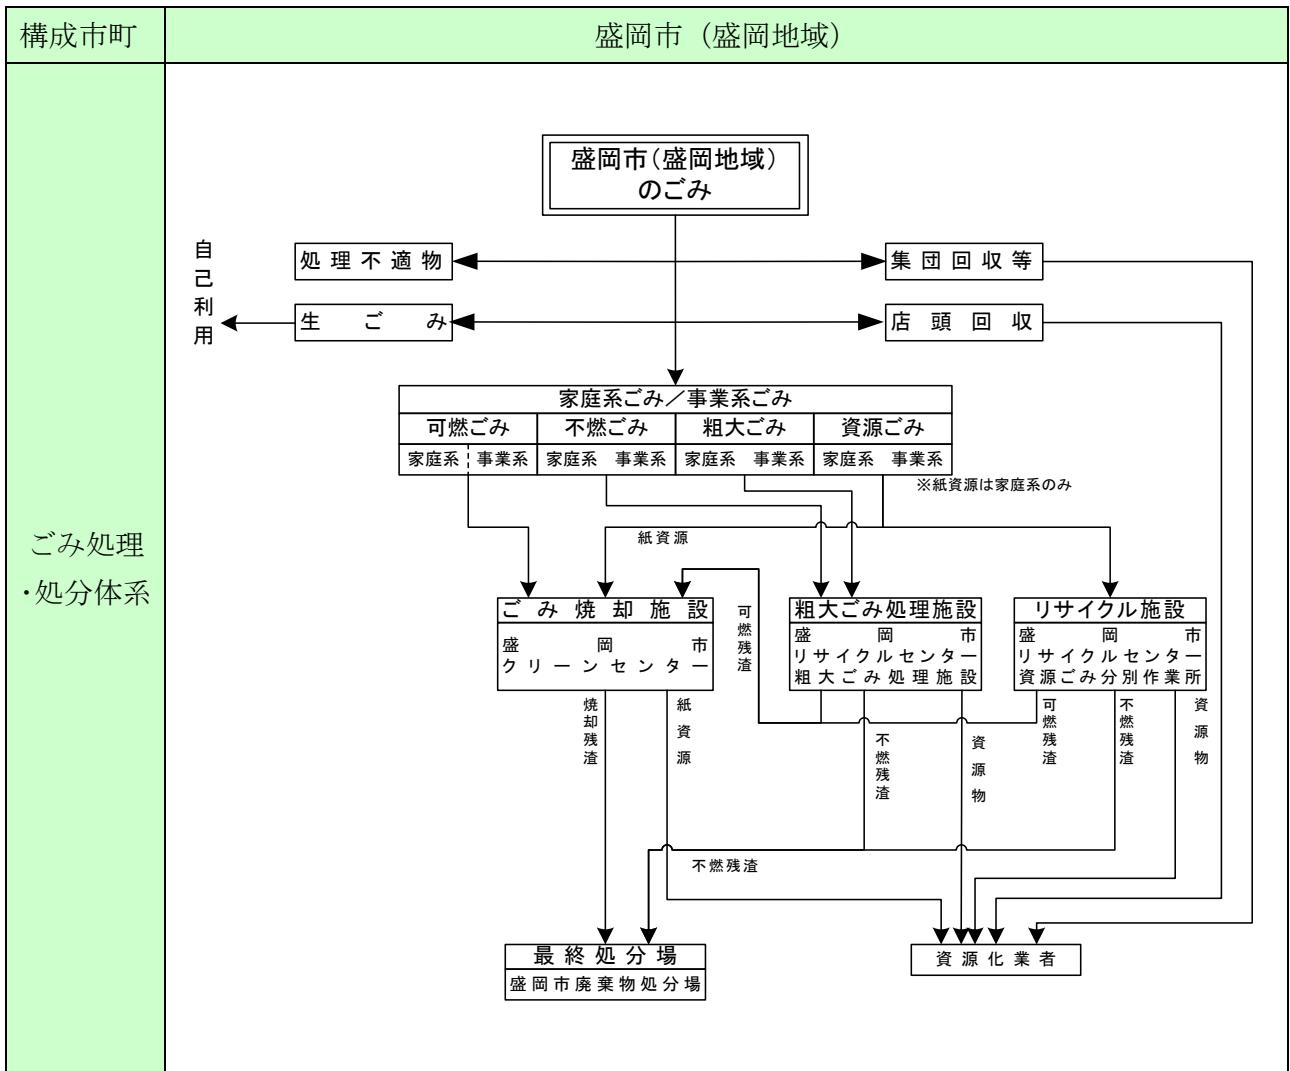 構成市町
盛岡市（盛岡地域）
ごみ処理
・処分体系
盛岡市（盛岡地域）
のごみ
自己利用
処理不適物
集団回収等
生ごみ
店頭回収
家庭系ごみ／事業系ごみ
可燃ごみ 不燃ごみ 粗大ごみ 資源ごみ
家庭系 事業系 家庭系 事業系 家庭系 事業系 家庭系 事業系
※紙資源は家庭系のみ
紙資源
ごみ焼却施設
盛岡市
クリーンセンター
可燃残渣
粗大ごみ処理施設
盛岡市
リサイクルセンター
粗大ごみ処理施設
リサイクル施設
盛岡市
リサイクルセンター
資源ごみ分別作業所
焼却残渣
紙資源
不燃残渣
資源物
可燃残渣
不燃残渣
資源物
不燃残渣
最終処分場
盛岡市廃棄物処分場
資源化業者